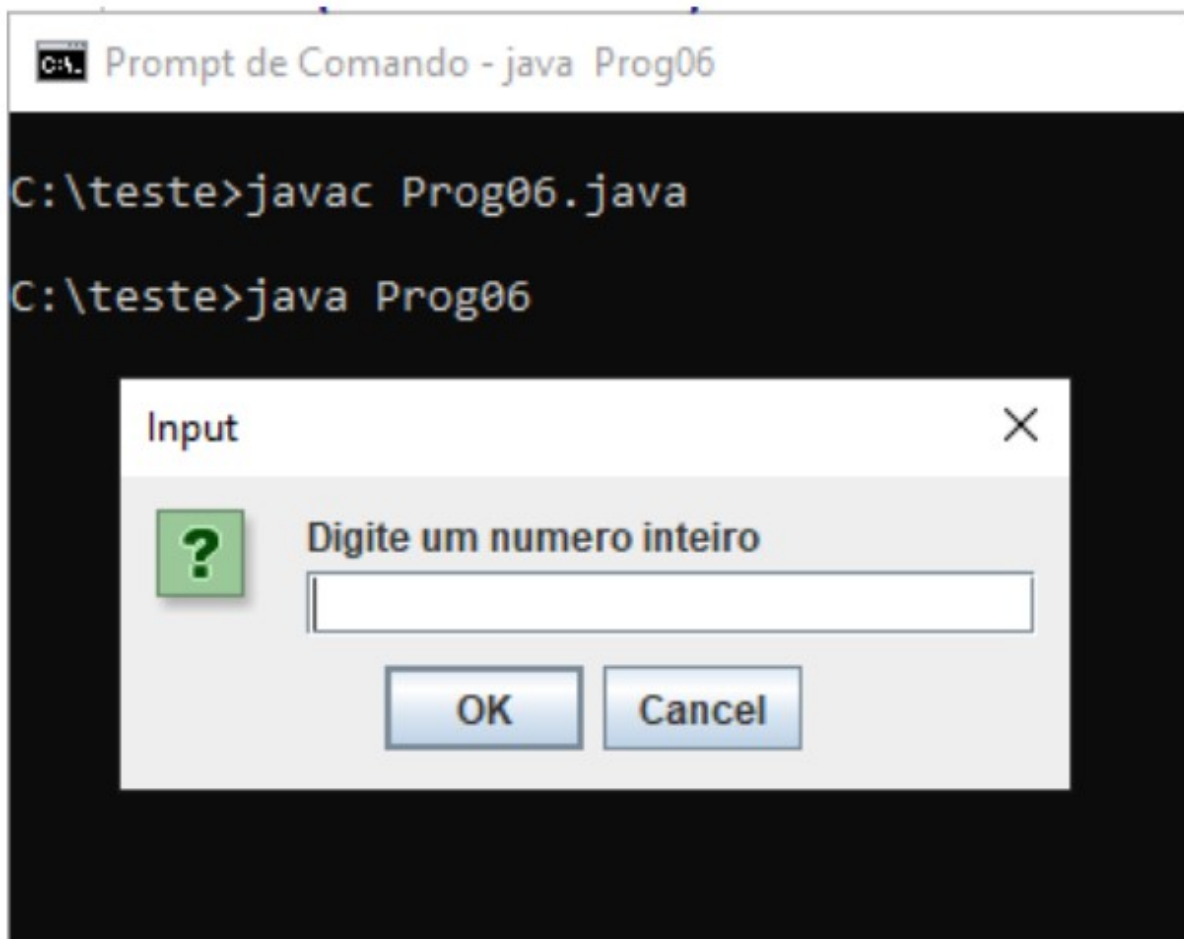 Prompt de Comando - java  Prog06
C:\teste>javac Prog06.java
C:\teste>java Prog06
Input
Digite um numero inteiro
OK
Cancel